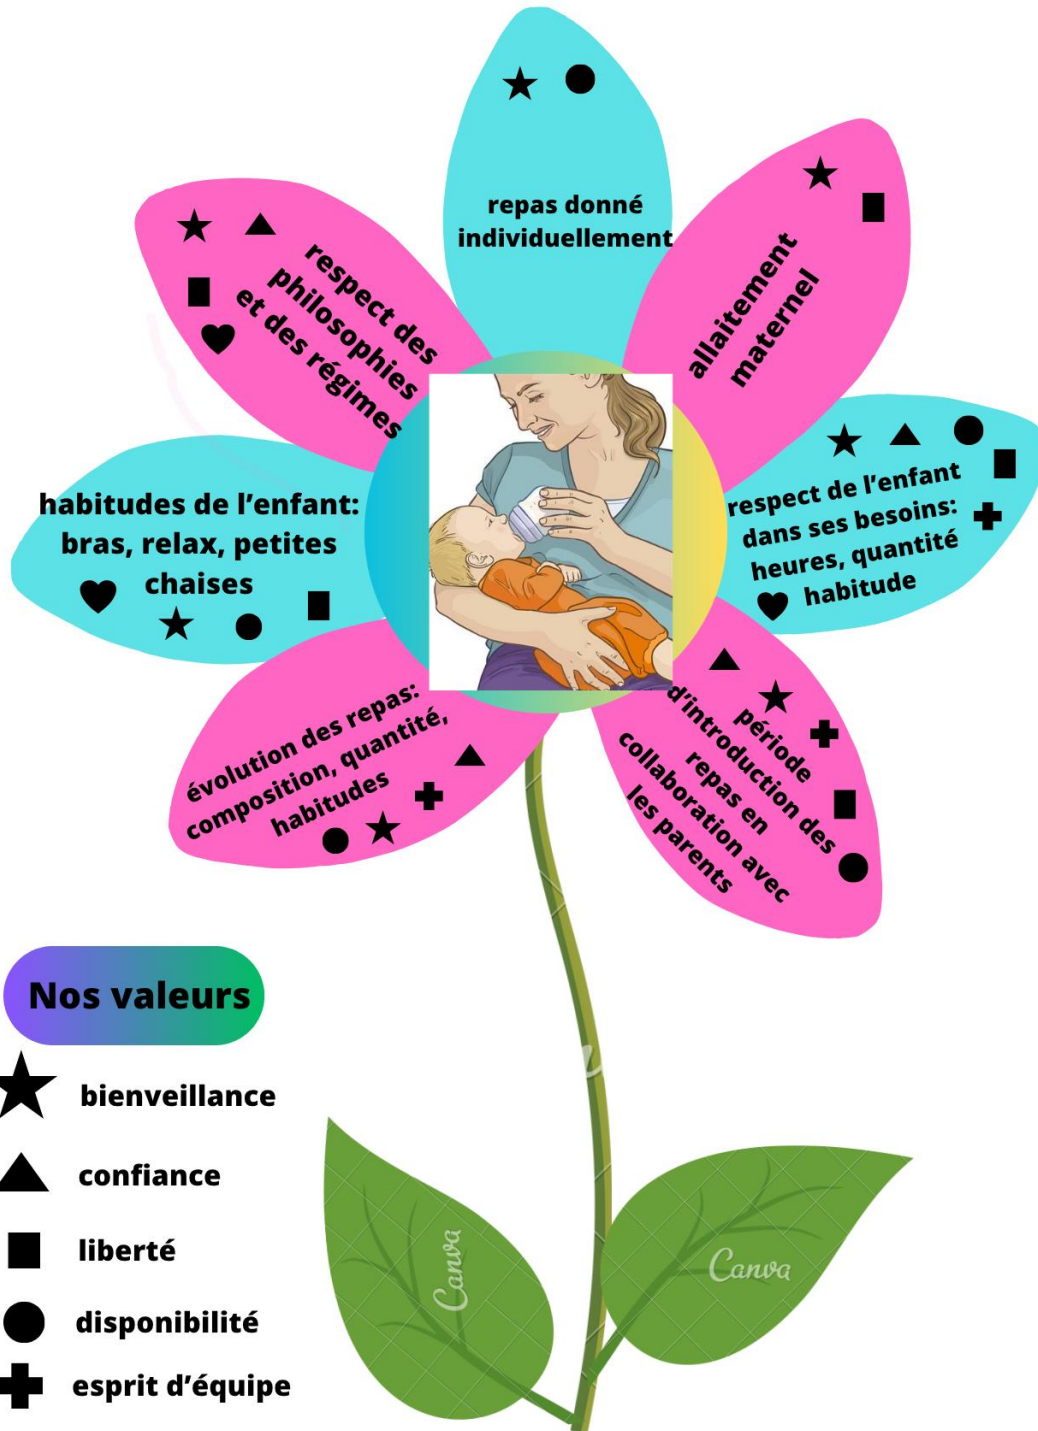 repas donné
individuellement
allaitement
maternel
respect des
philosophies
et des régimes
habitudes de l’enfant:
bras, relax, petites
chaises
respect de l’enfant
dans ses besoins:
heures, quantité
habitude
évolution des repas:
composition, quantité,
habitudes
période
d’introduction des
repas en
collaboration avec
les parents
Nos valeurs
bienveillance
confiance
liberté
disponibilité
esprit d’équipe
Canva
Canva